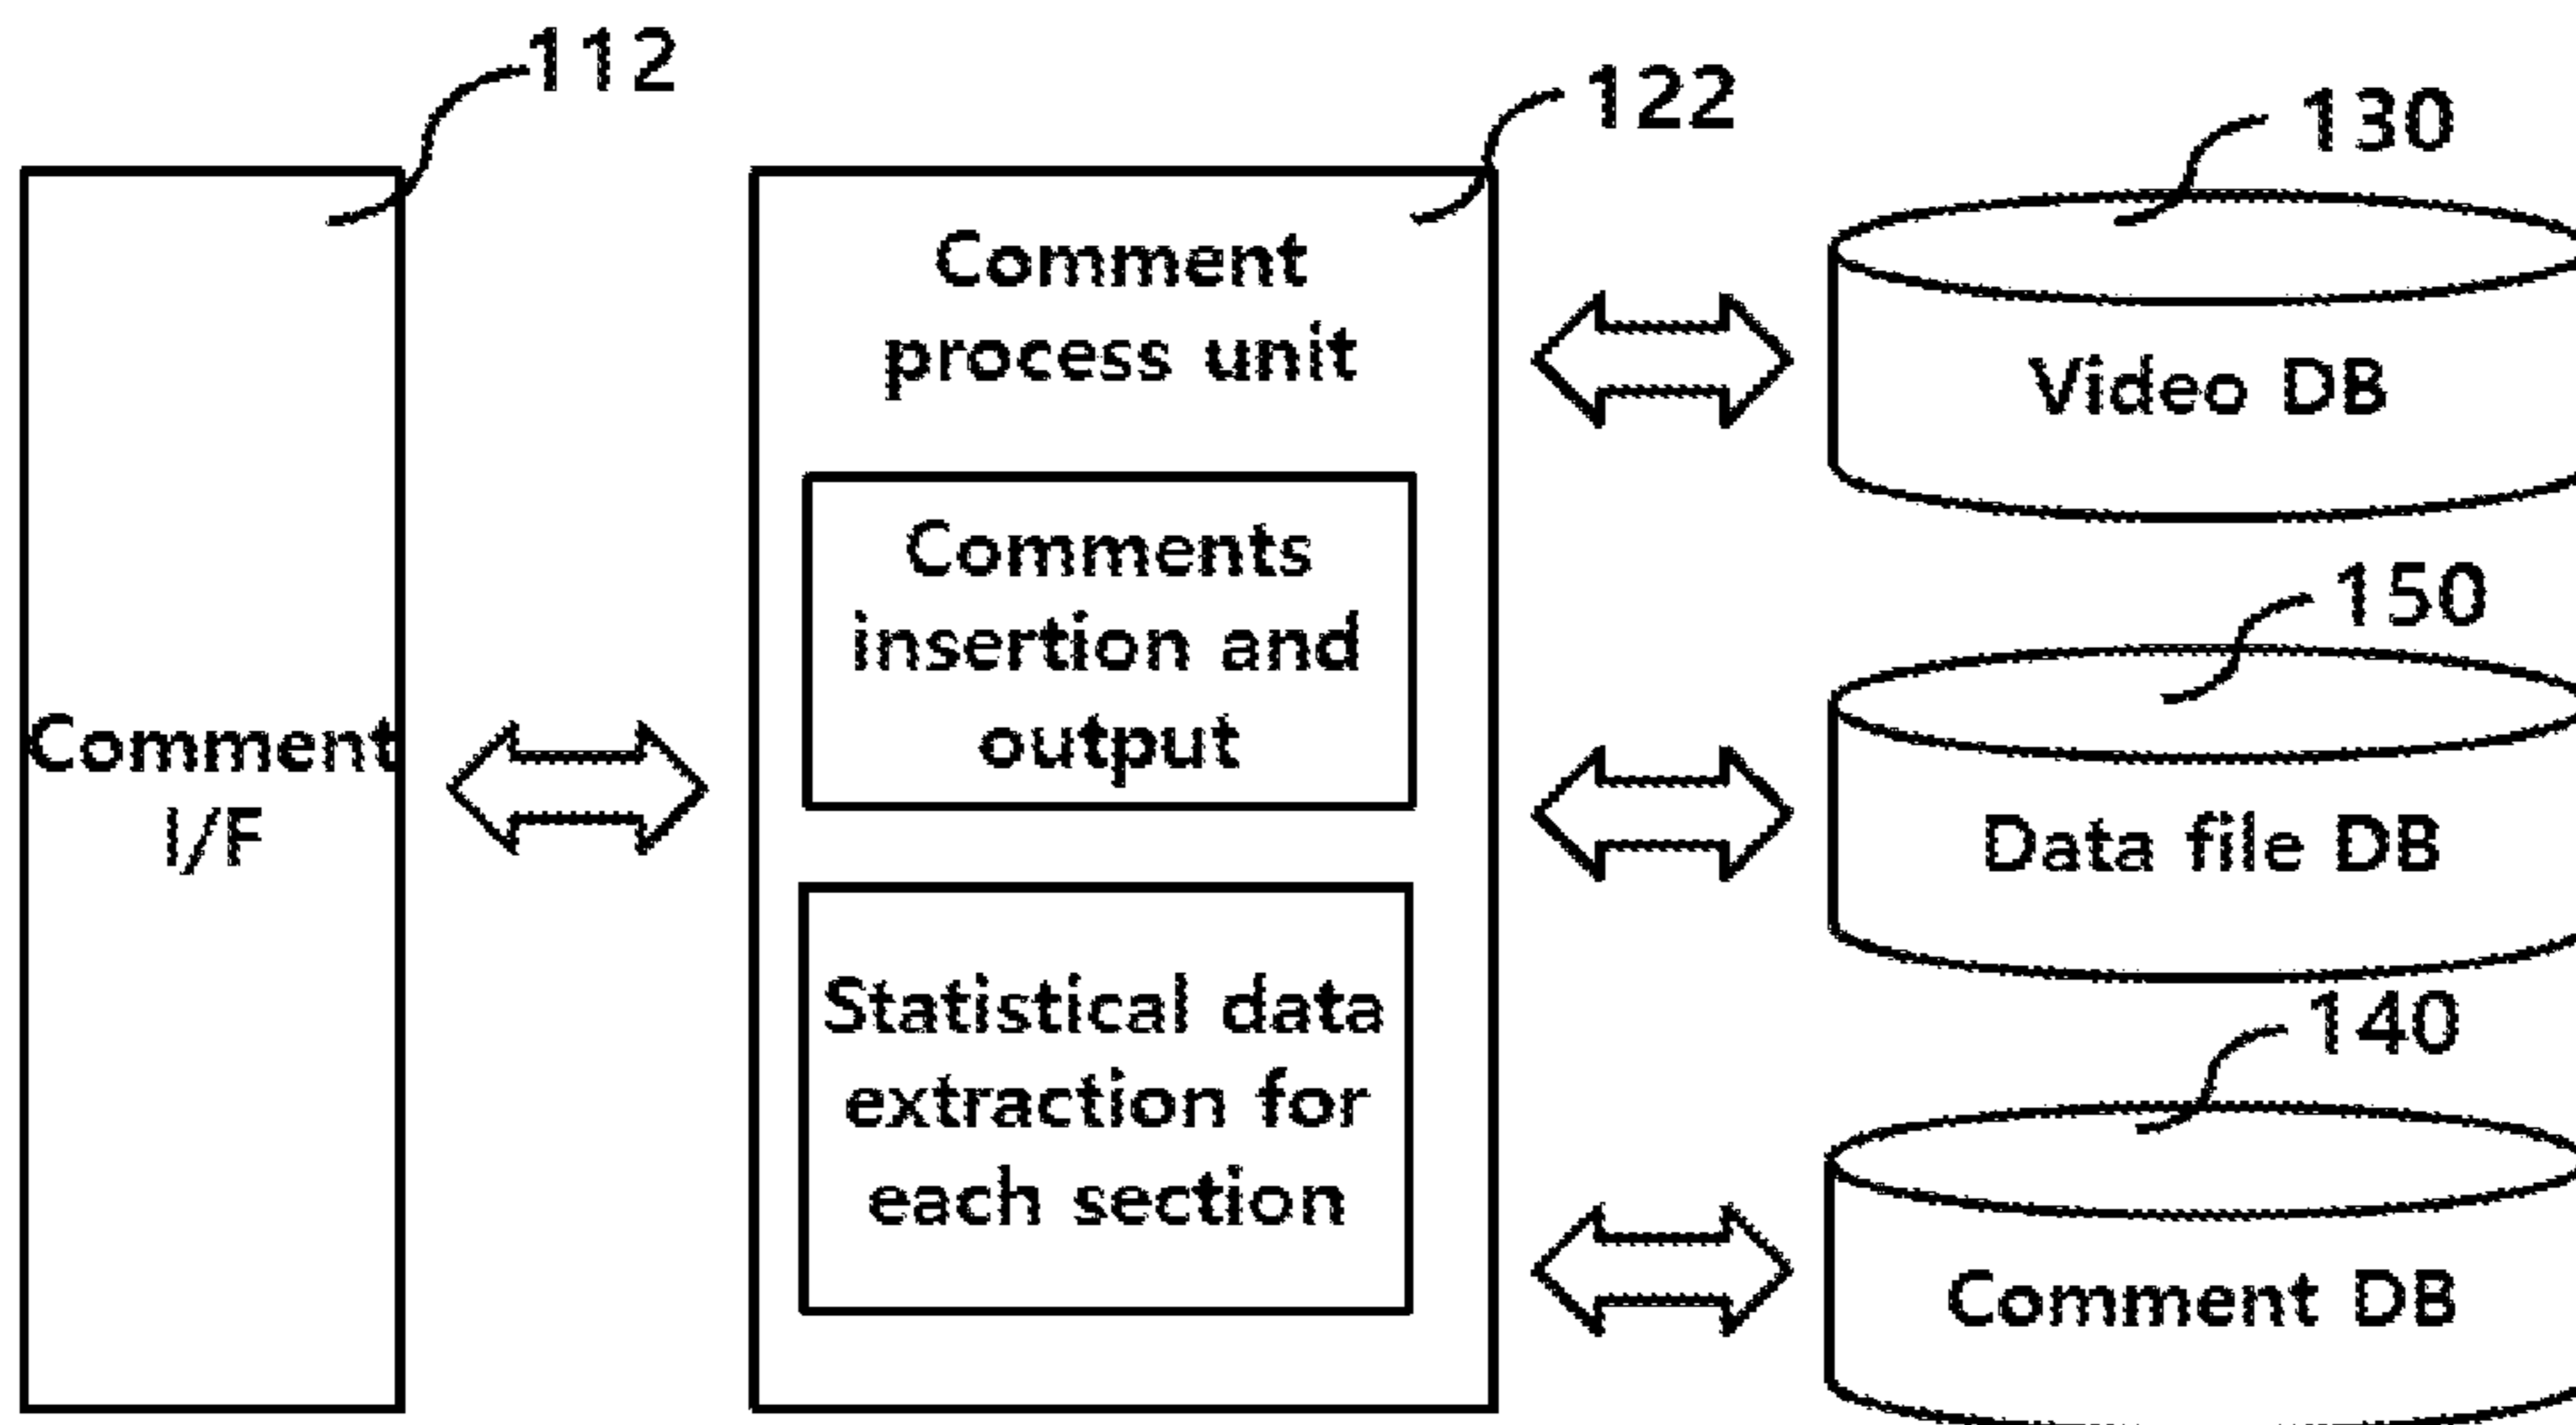 112
122
130
Comment
process unit
Video DB
Comments
insertion and
output
150
Comment
I/F
Data file DB
Statistical data
extraction for
each section
140
Comment DB